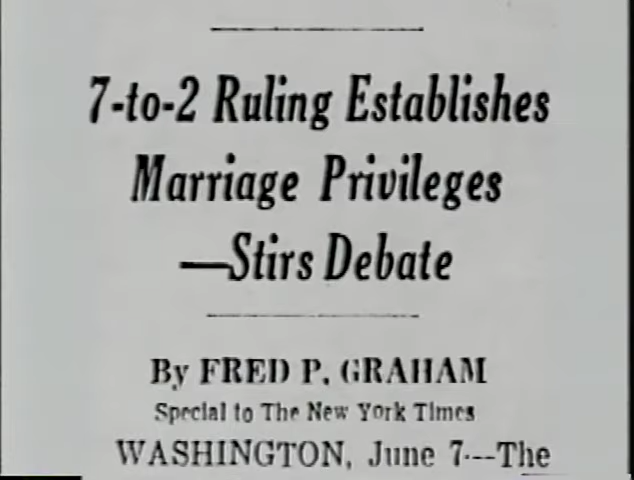 7-to-2 Ruling Establishes
Marriage Privileges
—Stirs Debate
By FRED P. GRAHAM
Special to The New York Times
WASHINGTON, June 7---The